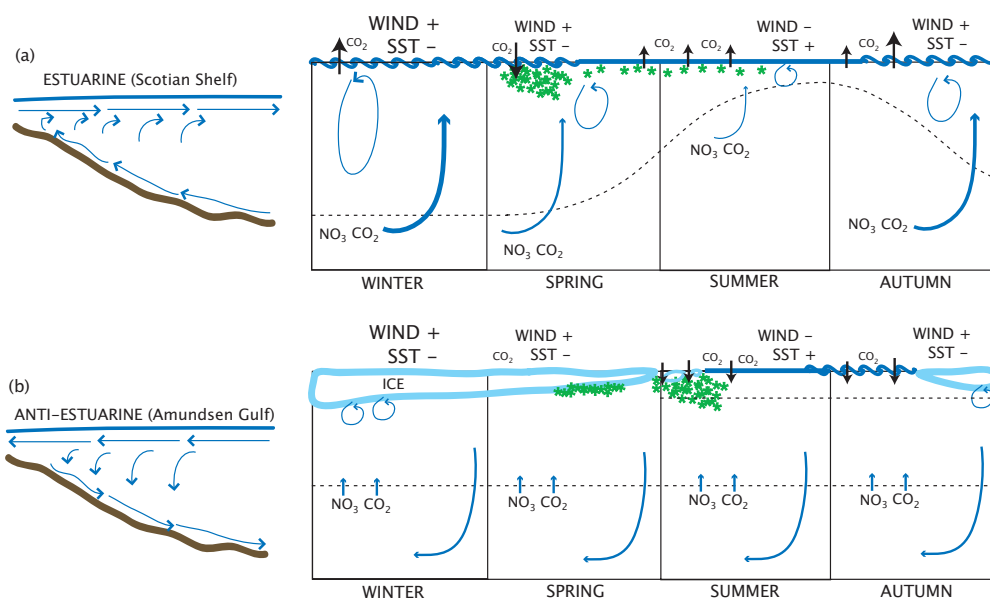 (a)
ESTUARINE (Scotian Shelf)
WIND +
SST –
CO2
WIND +
SST –
CO2
CO2 CO2
WIND –
SST +
WIND +
SST –
CO2
NO3 CO2
NO3 CO2
NO3 CO2
NO3 CO2
WINTER
SPRING
SUMMER
AUTUMN
(b)
ANTI–ESTUARINE (Amundsen Gulf)
WIND +
SST –
ICE
CO2
WIND +
SST –
CO2 CO2
WIND –
SST +
CO2
WIND +
SST –
NO3 CO2
NO3 CO2
NO3 CO2
NO3 CO2
WINTER
SPRING
SUMMER
AUTUMN